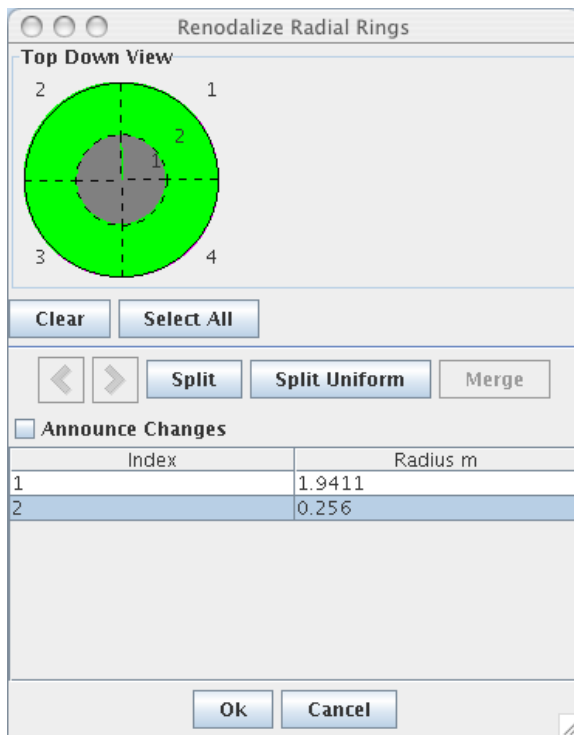 Renodalize Radial Rings
Top Down View
2 1
2
1
3 4
Clear Select All
Split Split Uniform Merge
Announce Changes
Index Radius m
1 1.9411
2 0.256
Ok Cancel